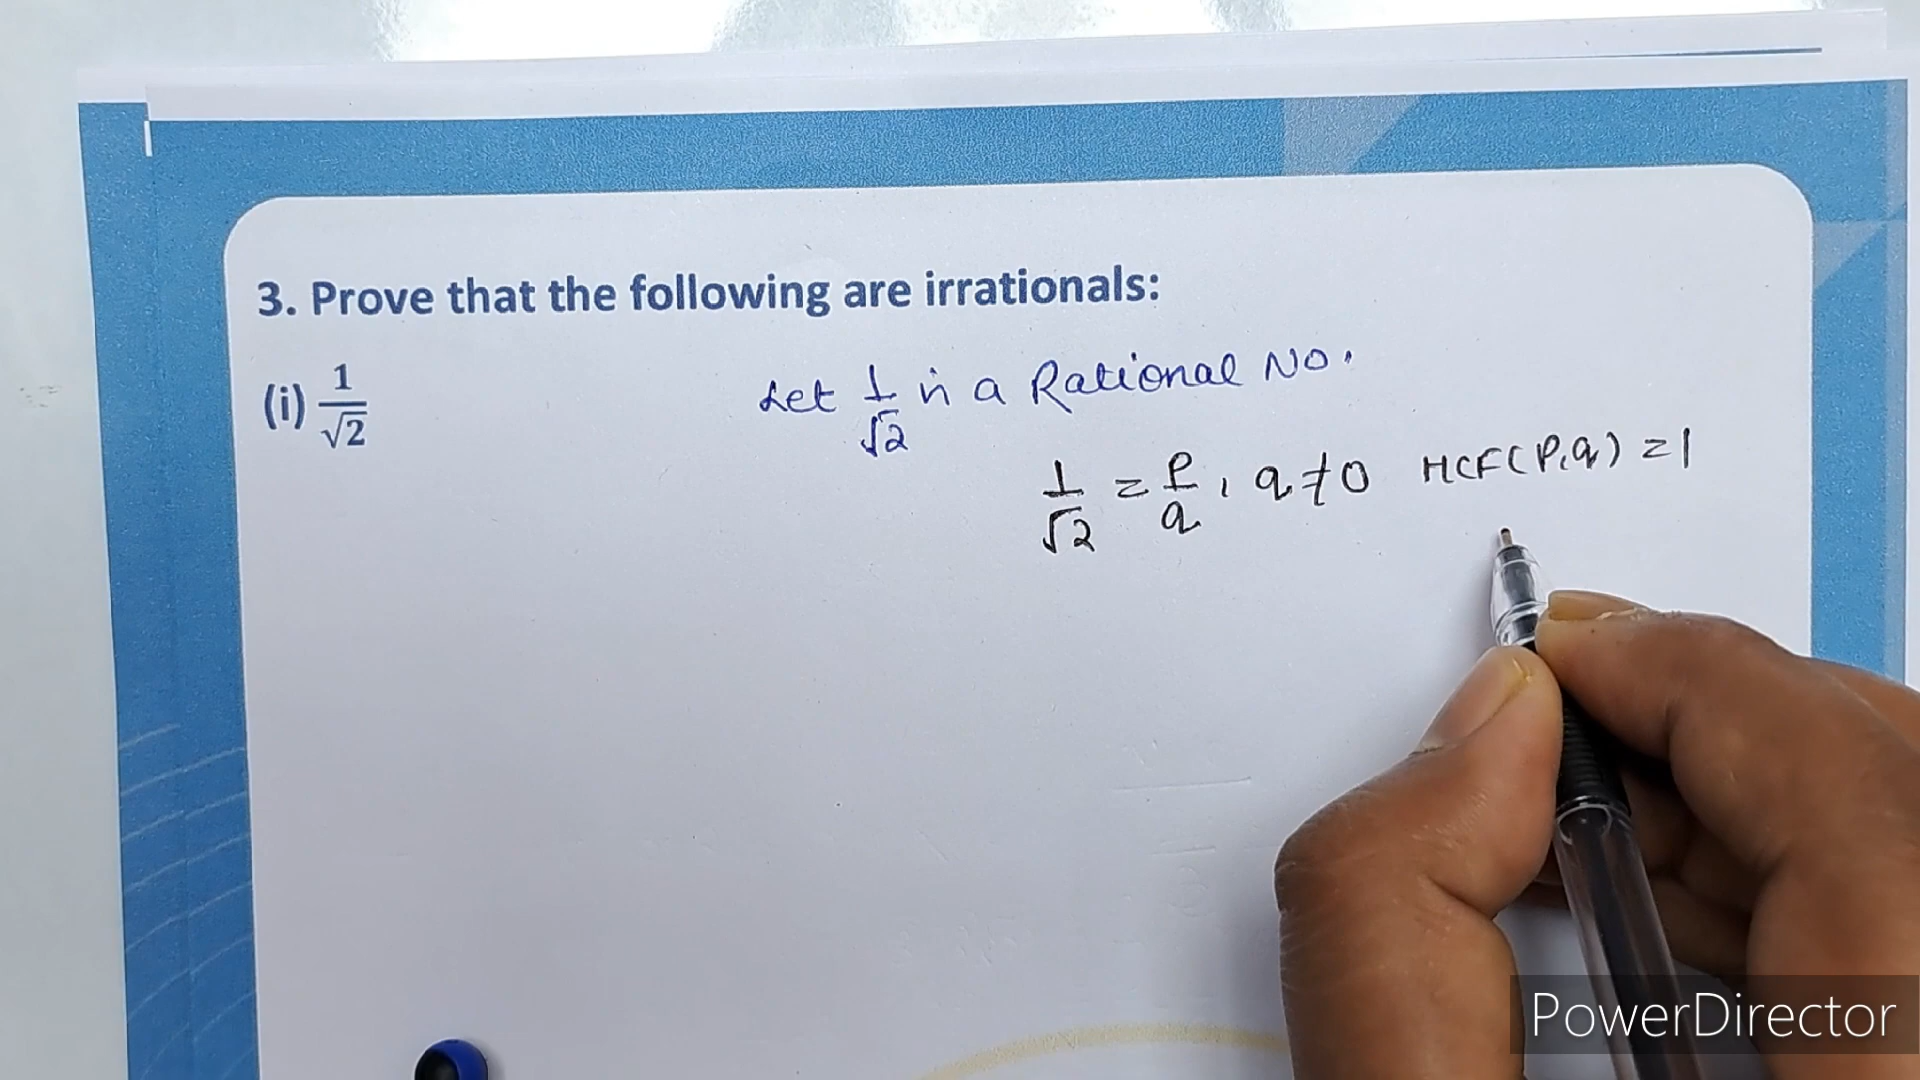 3. Prove that the following are irrationals:
(i) 1/√2
Let 1/√2 is a Rational No.
1/√2 = P/q, q≠0 HCF(P,q) = 1
PowerDirector